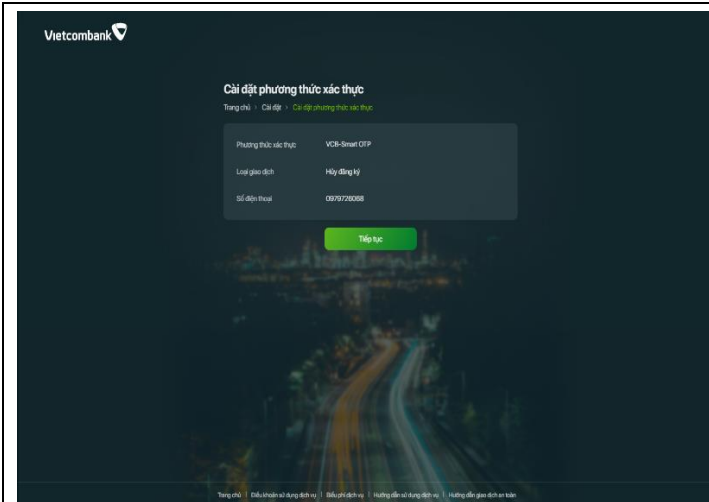 Vietcombank
Cài đặt phương thức xác thực
Trang chủ > Cài đặt > Cài đặt phương thức xác thực
Phương thức xác thực VCB-Smart OTP
Loại giao dịch Hủy đăng ký
Số điện thoại 0979726068
Tiếp tục
Trang chủ | Điều khoản sử dụng dịch vụ | Biểu phí dịch vụ | Hướng dẫn sử dụng dịch vụ | Hướng dẫn giao dịch an toàn